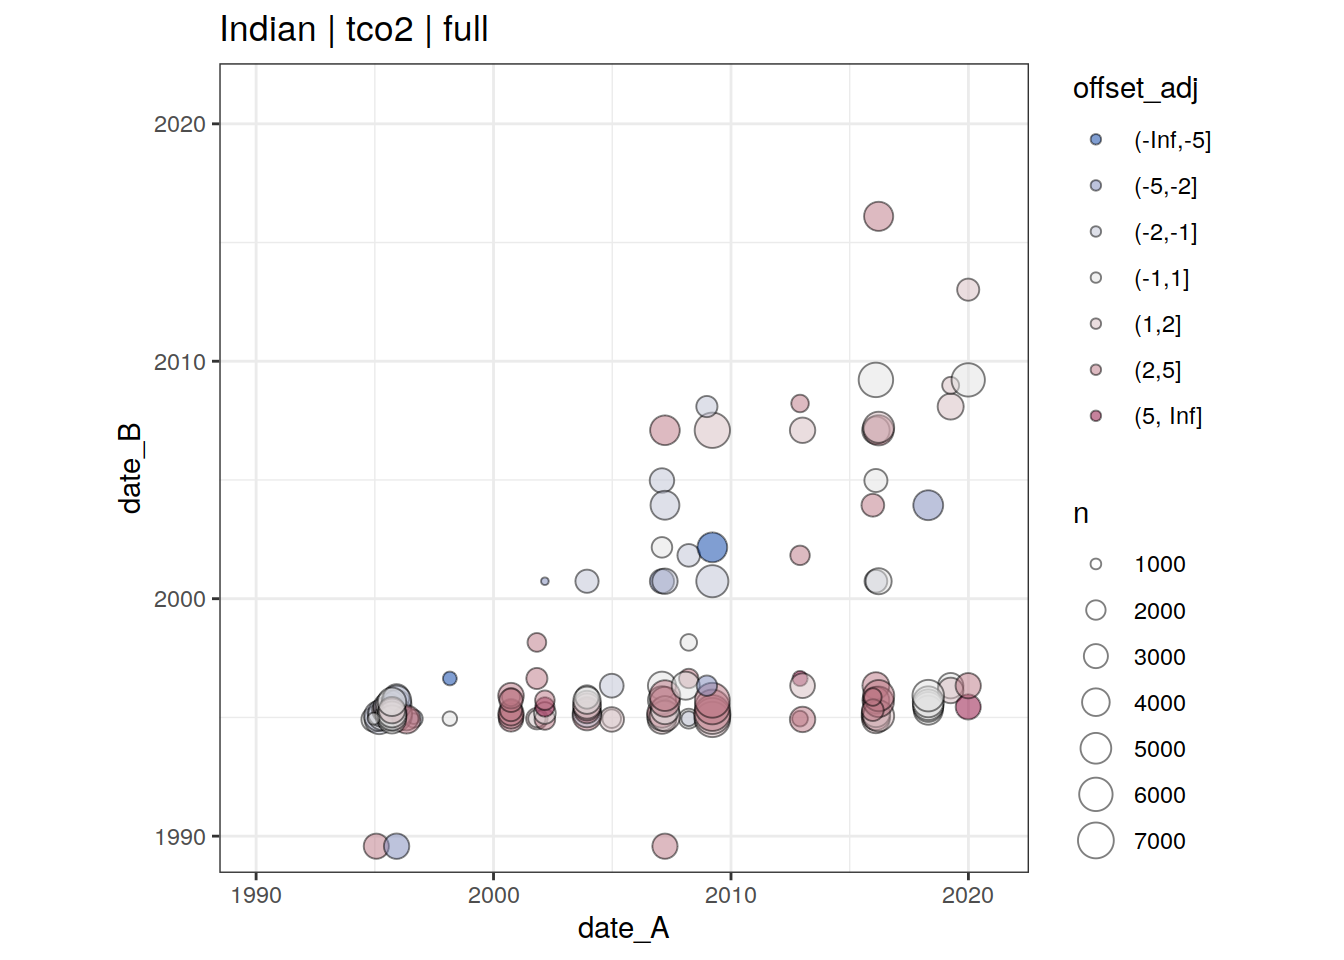 Indian | tco2 | full
2020
2010
2000
1990
date_B
1990
2000
2010
2020
date_A
offset_adj
(-Inf,-5]
(-5,-2]
(-2,-1]
(-1,1]
(1,2]
(2,5]
(5, Inf]
n
1000
2000
3000
4000
5000
6000
7000